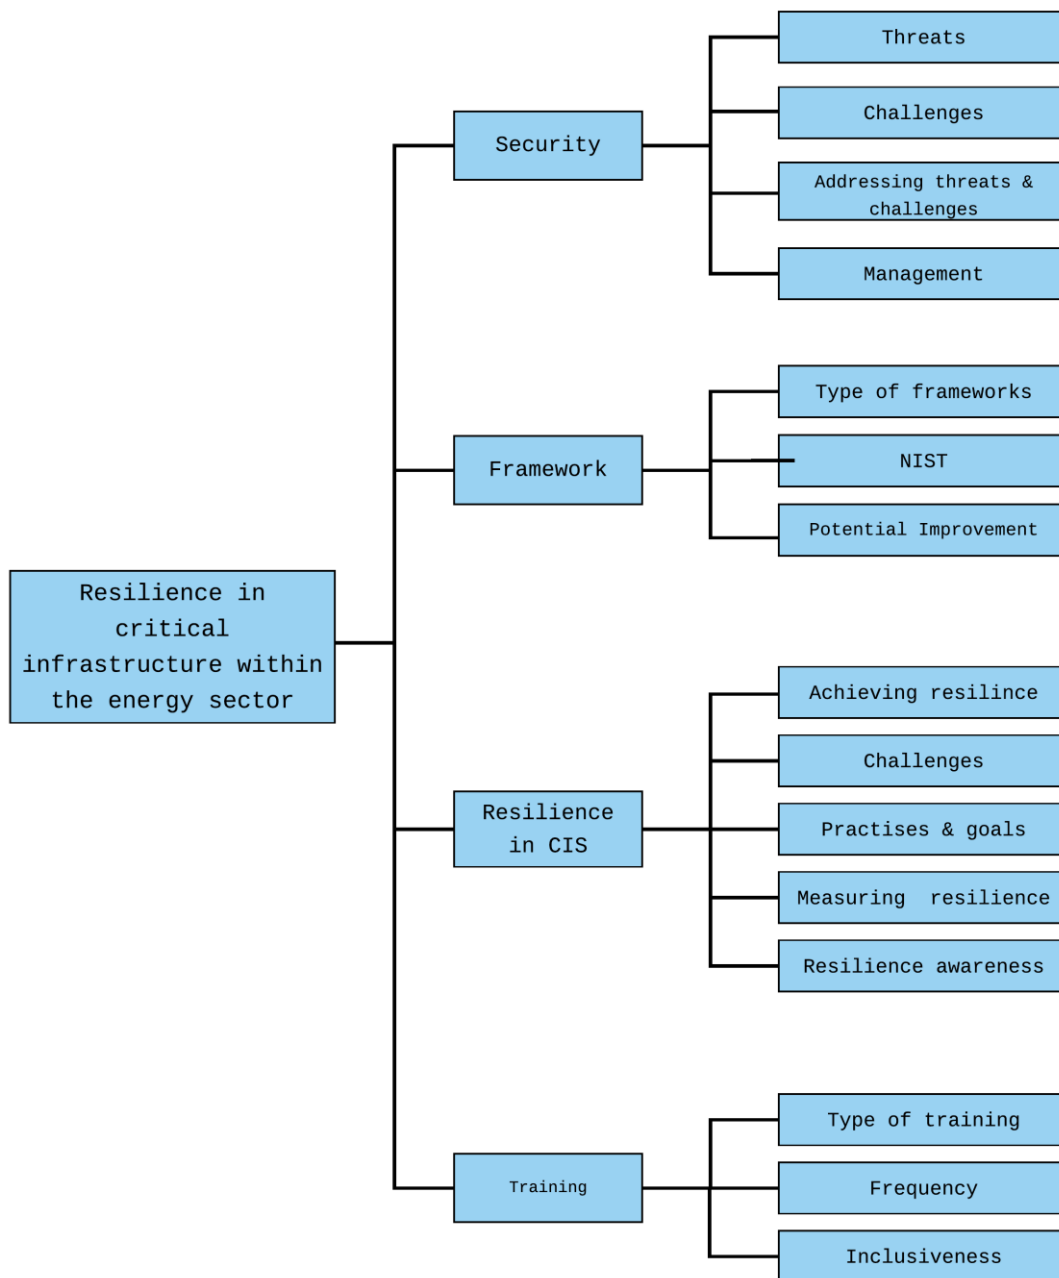 Resilience in
critical
infrastructure within
the energy sector
Security
Threats
Challenges
Addressing threats &
challenges
Management
Framework
Type of frameworks
NIST
Potential Improvement
Resilience
in CIS
Achieving resilince
Challenges
Practises & goals
Measuring  resilience
Resilience awareness
Training
Type of training
Frequency
Inclusiveness